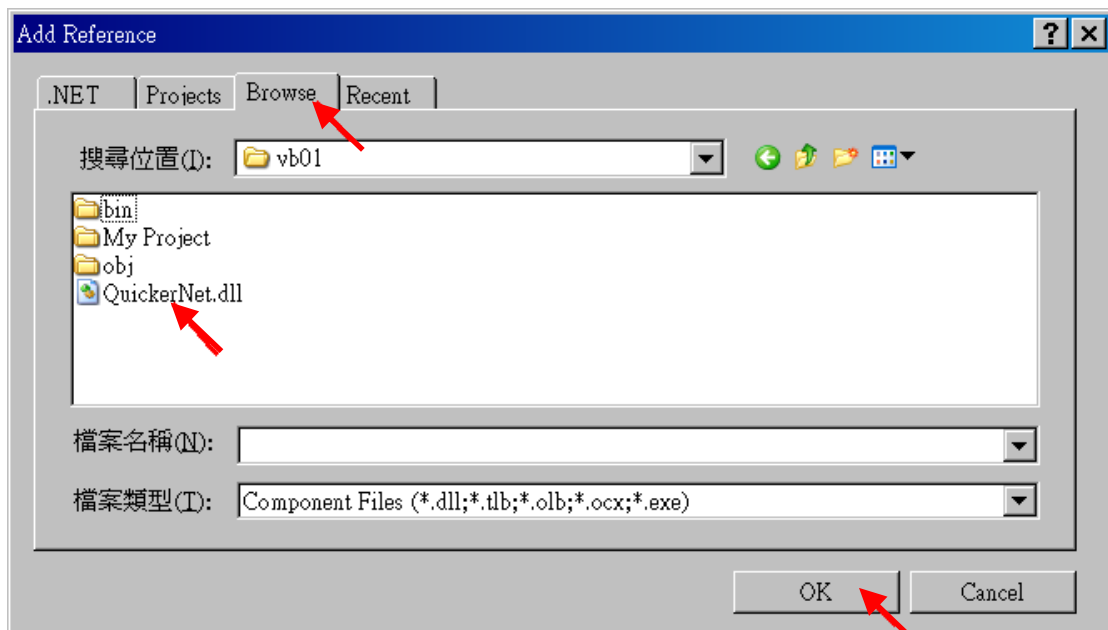 Add Reference
.NET Projects Browse Recent
搜尋位置(I): vb01
bin
My Project
obj
QuickerNet.dll
檔案名稱(N):
檔案類型(T): Component Files (*.dll;*.tlb;*.olb;*.ocx;*.exe)
OK Cancel